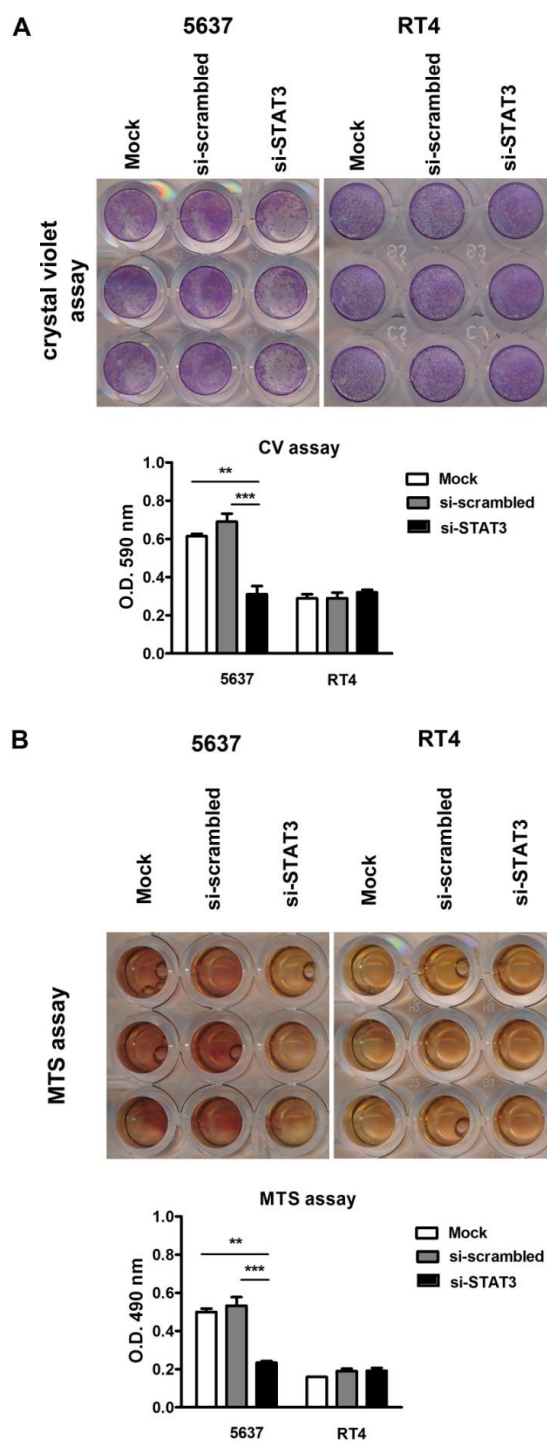 A
5637 RT4
Mock si-scrambled si-STAT3 Mock si-scrambled si-STAT3
crystal violet
assay
CV assay
O.D. 590 nm
1.0
0.8
0.6
0.4
0.2
0.0
**
***
Mock
si-scrambled
si-STAT3
5637 RT4
B
5637 RT4
Mock si-scrambled si-STAT3 Mock si-scrambled si-STAT3
MTS assay
MTS assay
O.D. 490 nm
1.0
0.8
0.6
0.4
0.2
0.0
**
***
Mock
si-scrambled
si-STAT3
5637 RT4